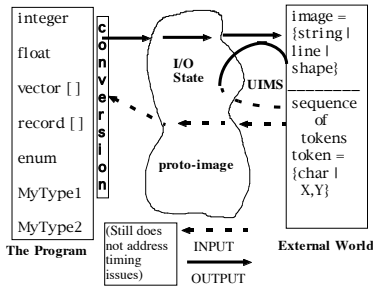 integer
float
vector [ ]
record [ ]
enum
MyType1
MyType2
The Program
conversion
I/O
State
proto-image
UIMS
image =
{string |
line |
shape}
sequence
of
tokens
token =
{char |
X,Y}
External World
(Still does
not address
timing
issues)
INPUT
OUTPUT